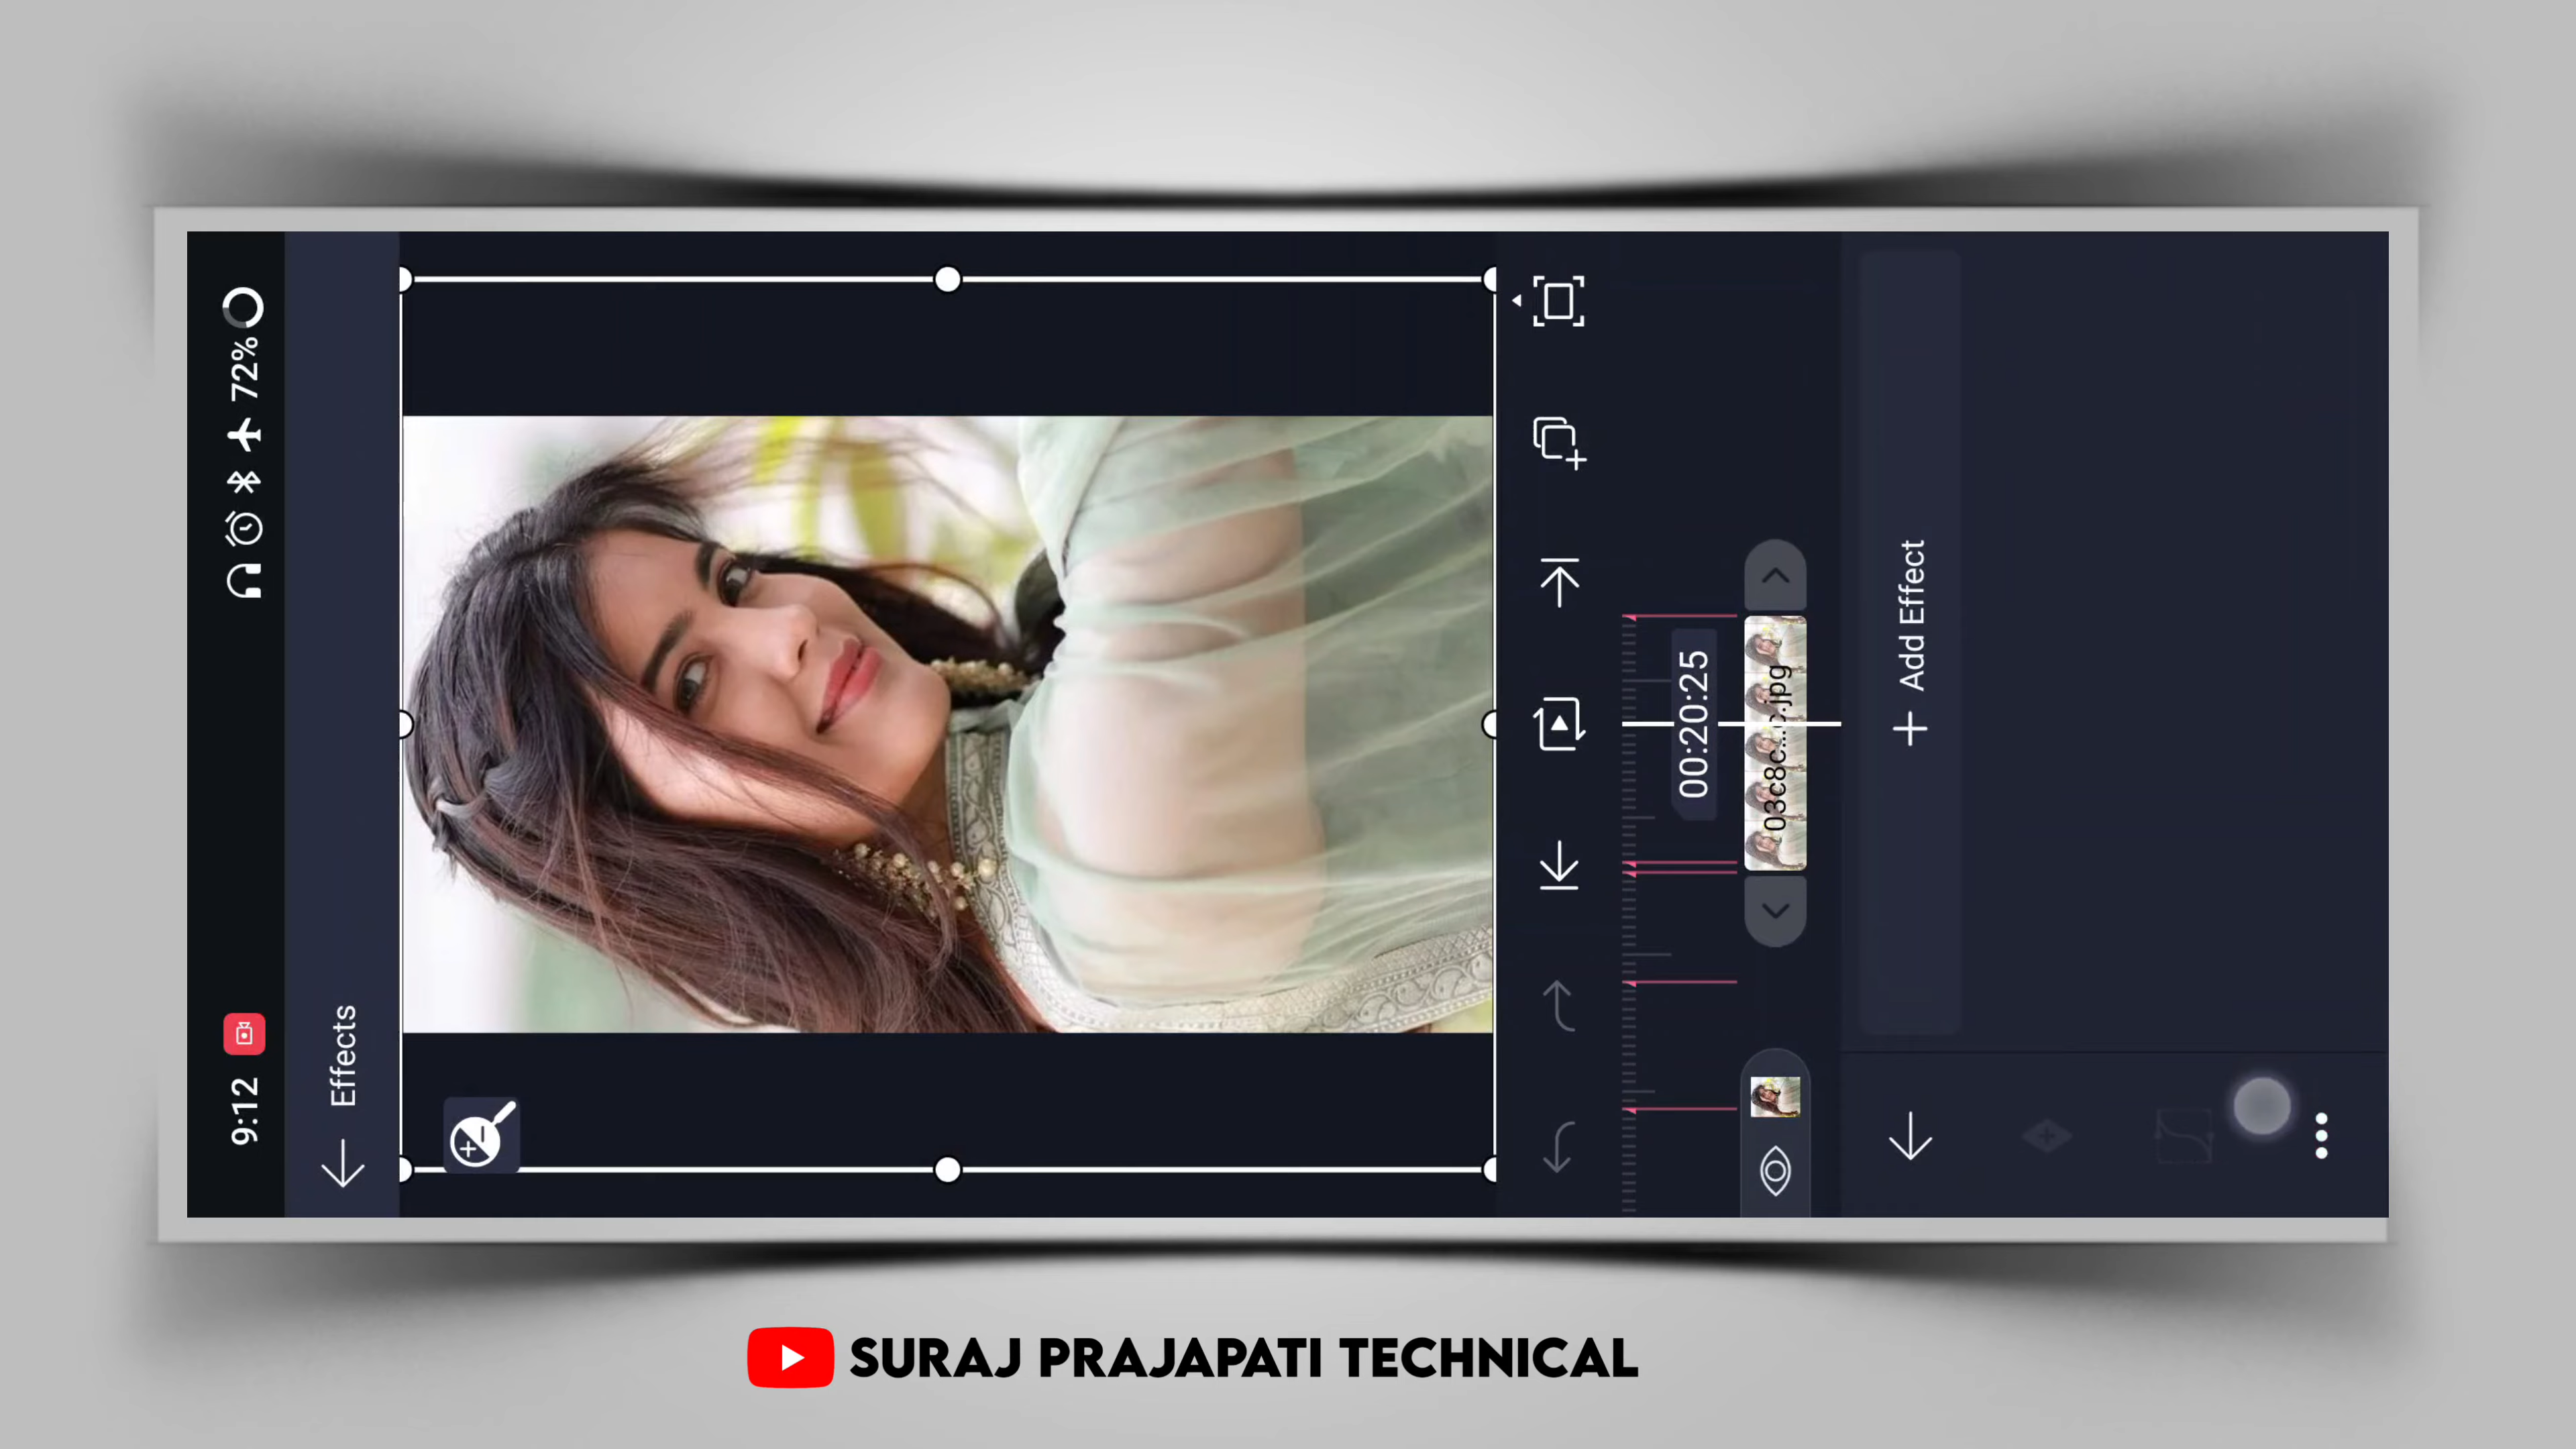 9:12
72%
Effects
00:20:25
03c8c...c.jpg
+ Add Effect
SURAJ PRAJAPATI TECHNICAL